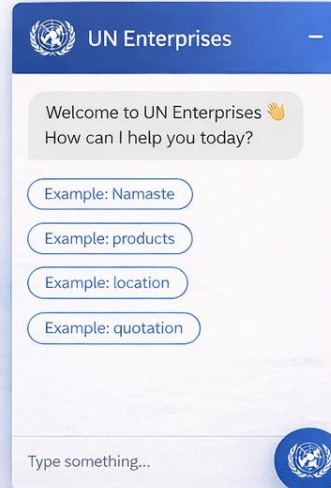 UN Enterprises
Welcome to UN Enterprises 👋
How can I help you today?
Example: Namaste
Example: products
Example: location
Example: quotation
Type something...